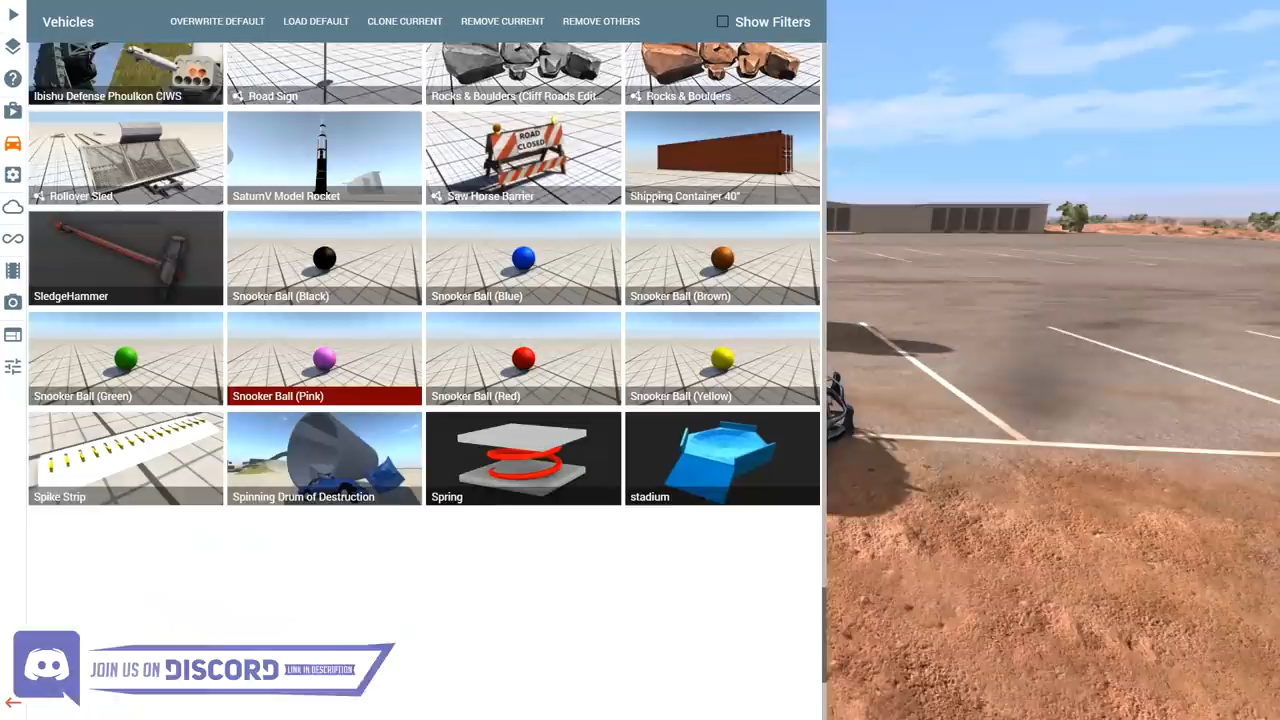 Vehicles
OVERWRITE DEFAULT
LOAD DEFAULT
CLONE CURRENT
REMOVE CURRENT
REMOVE OTHERS
Show Filters
Ibishu Defense Phoulkon CIWS
Road Sign
Rocks & Boulders (Cliff Roads Edit
Rocks & Boulders
ROAD
CLOSED
Rollover Sled
SaturnV Model Rocket
Saw Horse Barrier
Shipping Container 40"
SledgeHammer
Snooker Ball (Black)
Snooker Ball (Blue)
Snooker Ball (Brown)
Snooker Ball (Green)
Snooker Ball (Pink)
Snooker Ball (Red)
Snooker Ball (Yellow)
Spike Strip
Spinning Drum of Destruction
Spring
stadium
JOIN US ON DISCORD LINK IN DESCRIPTION